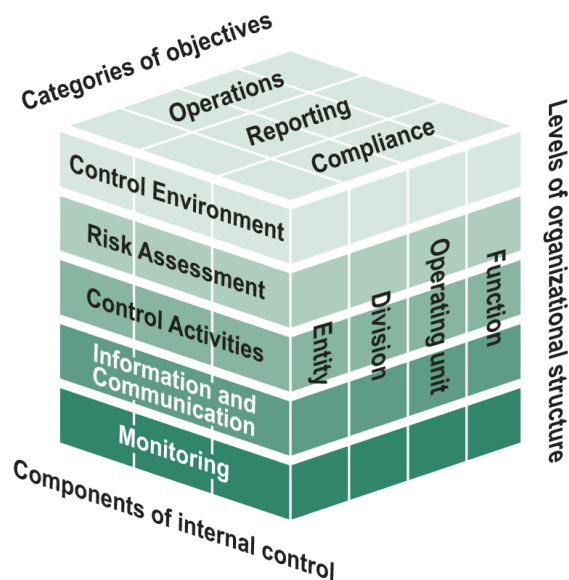 Categories of objectives
Operations
Reporting
Compliance
Control Environment
Risk Assessment
Control Activities
Information and
Communication
Monitoring
Entity
Division
Operating unit
Function
Levels of organizational structure
Components of internal control